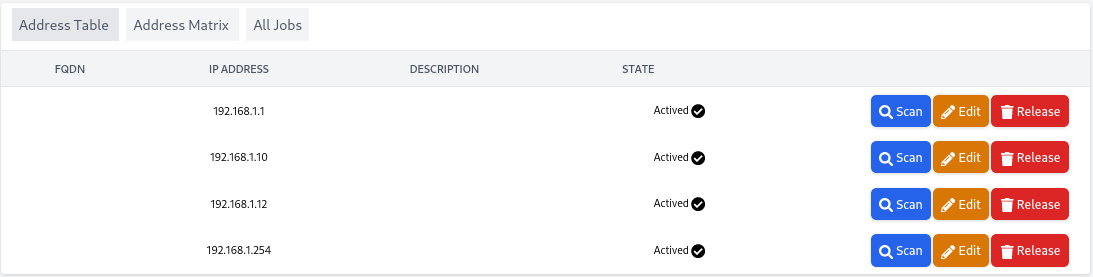 Address Table Address Matrix All Jobs
FQDN IP ADDRESS DESCRIPTION STATE
192.168.1.1 Actived Scan Edit Release
192.168.1.10 Actived Scan Edit Release
192.168.1.12 Actived Scan Edit Release
192.168.1.254 Actived Scan Edit Release